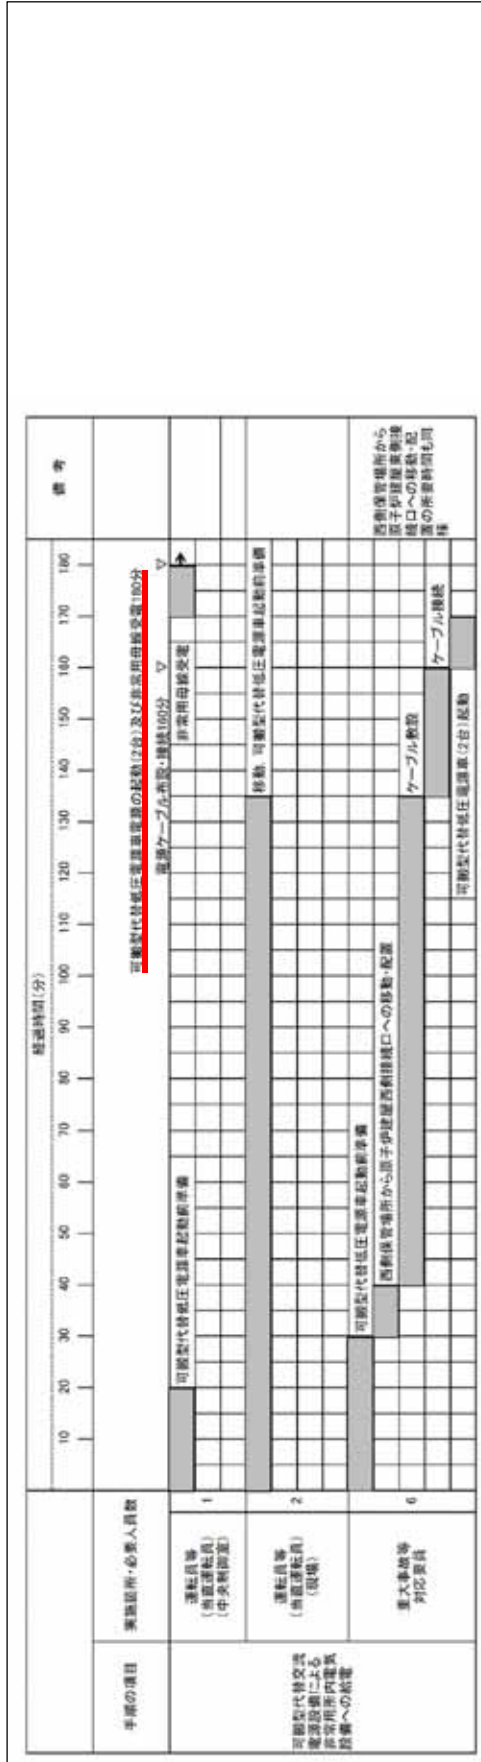 手順の項目
実施箇所・必要人員数
経過時間(分)
備考
10 20 30 40 50 60 70 80 90 100 110 120 130 140 150 160 170 180
可搬型代替低圧電源車電源の起動(2台)及び非常用母線受電180分
電源ケーブル布設・接続160分
可搬型代替交流
電源設備による
非常用所内電気
設備への給電
運転員等
(当直運転員)
(中央制御室)
1
可搬型代替低圧電源車起動前準備
非常用母線受電
運転員等
(当直運転員)
(現場)
2
移動，可搬型代替低圧電源車起動前準備
重大事故等
対応要員
6
可搬型代替低圧電源車起動前準備
西側保管場所から原子炉建屋西側接続口への移動・配置
ケーブル敷設
ケーブル接続
可搬型代替低圧電源車(2台)起動
西側保管場所から
原子炉建屋東側接
続口への移動・配
置の所要時間も同
様